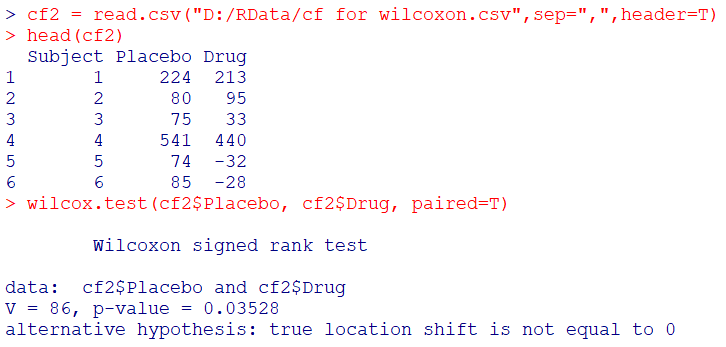 > cf2 = read.csv("D:/RData/cf for wilcoxon.csv",sep=",",header=T)
> head(cf2)
  Subject Placebo Drug
1       1     224  213
2       2      80   95
3       3      75   33
4       4     541  440
5       5      74  -32
6       6      85  -28
> wilcox.test(cf2$Placebo, cf2$Drug, paired=T)
        Wilcoxon signed rank test
data:  cf2$Placebo and cf2$Drug
V = 86, p-value = 0.03528
alternative hypothesis: true location shift is not equal to 0